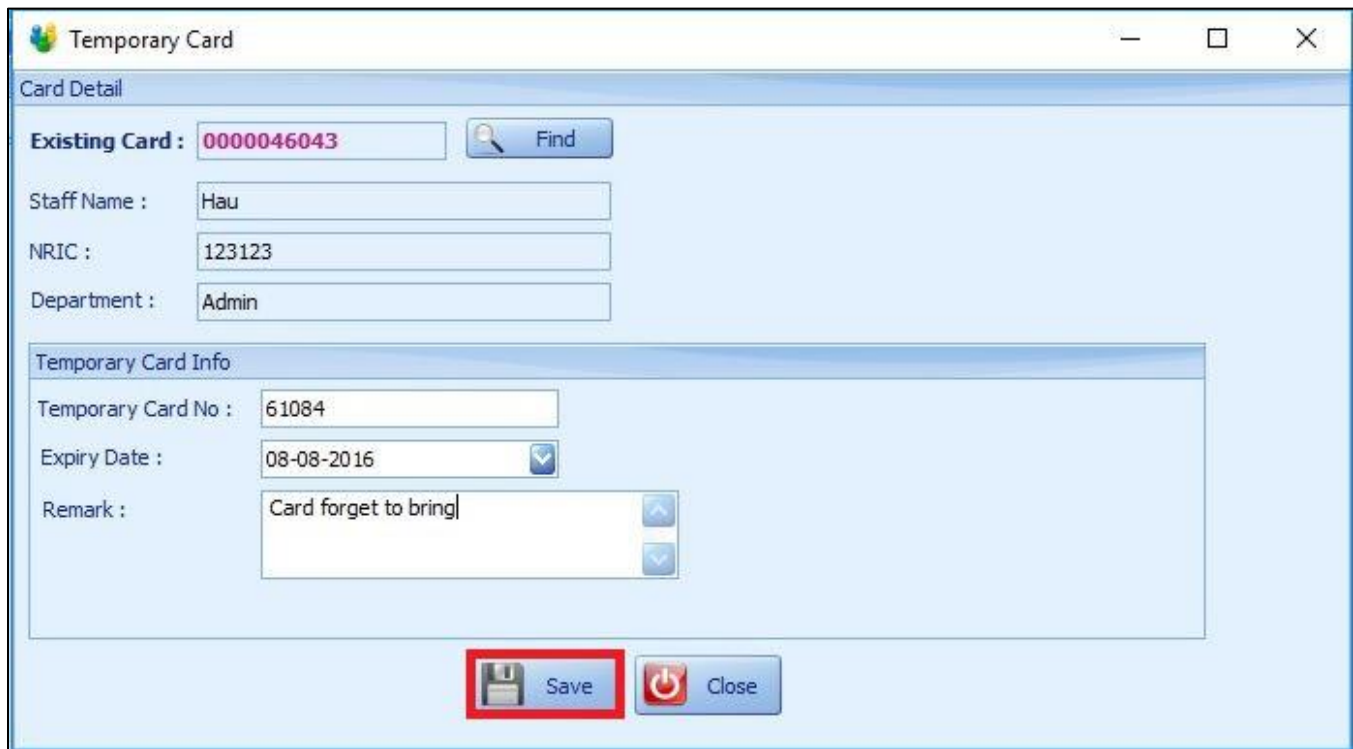 Temporary Card
Card Detail
Existing Card : 0000046043 Find
Staff Name : Hau
NRIC : 123123
Department : Admin
Temporary Card Info
Temporary Card No : 61084
Expiry Date : 08-08-2016
Remark : Card forget to bring
Save Close